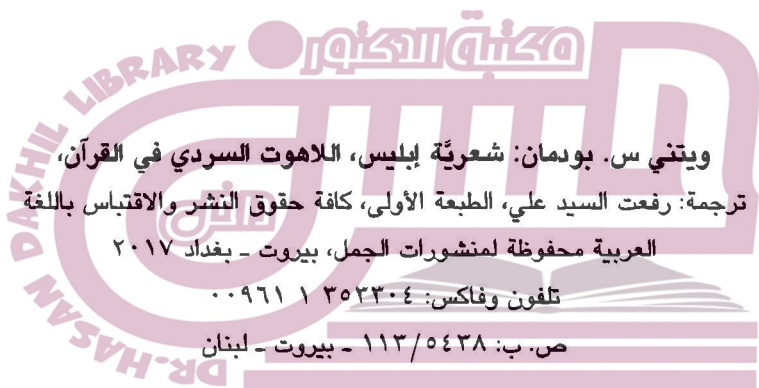 مكتبة الدكتور
DR. HASAN DAKHIL LIBRARY
ويتني س. بودمان: شعريَّة إبليس، اللاهوت السردي في القرآن،
ترجمة: رفعت السيد علي، الطبعة الأولى، كافة حقوق النشر والاقتباس باللغة
العربية محفوظة لمنشورات الجمل، بيروت ـ بغداد ٢٠١٧
تلفون وفاكس: ٣٥٣٣٠٤ ١ ٠٠٩٦١
ص. ب: ١١٣/٥٤٣٨ ـ بيروت ـ لبنان